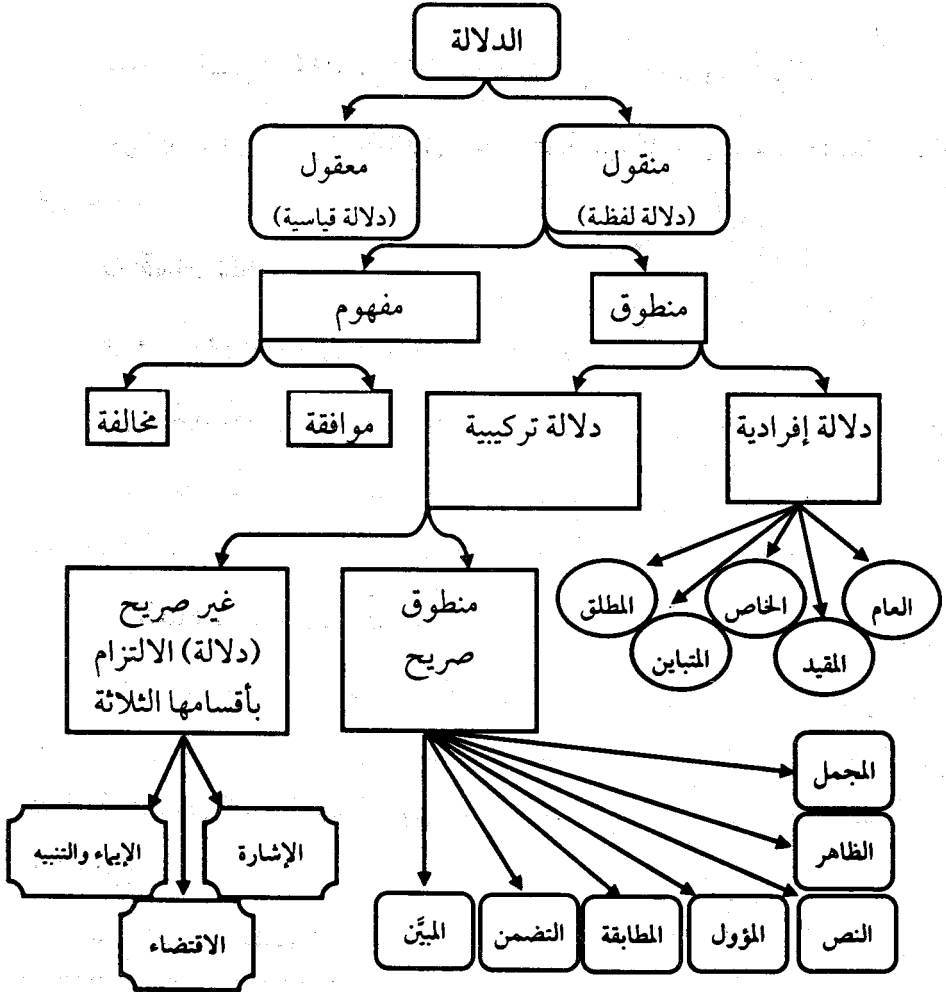 الدلالة
منقول
(دلالة لفظية)
معقول
(دلالة قياسية)
منطوق
مفهوم
دلالة إفرادية
دلالة تركيبية
موافقة
مخالفة
العام
الخاص
المطلق
المقيد
المتباين
منطوق
صريح
غير صريح
(دلالة) الالتزام
بأقسامها الثلاثة
المجمل
الظاهر
النص
المؤول
المطابقة
التضمن
المبيَّن
الإشارة
الإيماء والتنبيه
الاقتضاء